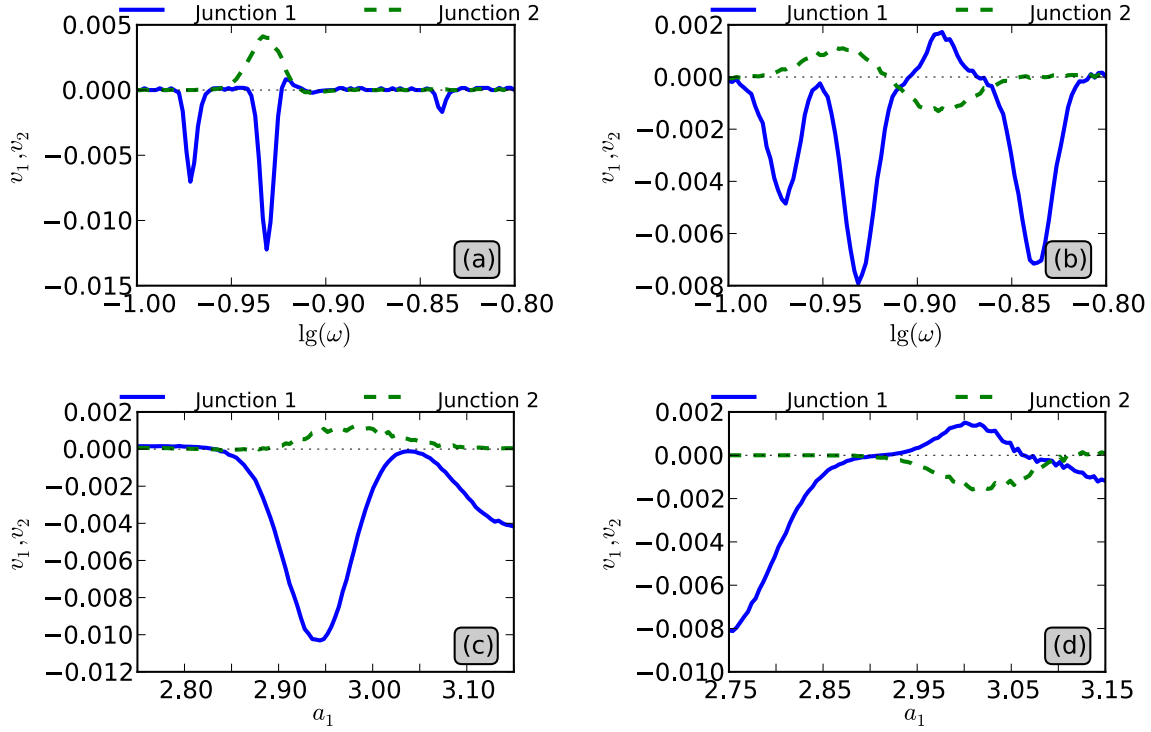 Junction 1 Junction 2
0.005
0.000
−0.005
−0.010
−0.015
v₁, v₂
(a)
−1.00 −0.95 −0.90 −0.85 −0.80
lg(ω)
Junction 1 Junction 2
0.002
0.000
−0.002
−0.004
−0.006
−0.008
v₁, v₂
(b)
−1.00 −0.95 −0.90 −0.85 −0.80
lg(ω)
Junction 1 Junction 2
0.002
0.000
−0.002
−0.004
−0.006
−0.008
−0.010
−0.012
v₁, v₂
(c)
2.80 2.90 3.00 3.10
a₁
Junction 1 Junction 2
0.002
0.000
−0.002
−0.004
−0.006
−0.008
−0.010
v₁, v₂
(d)
2.75 2.85 2.95 3.05 3.15
a₁